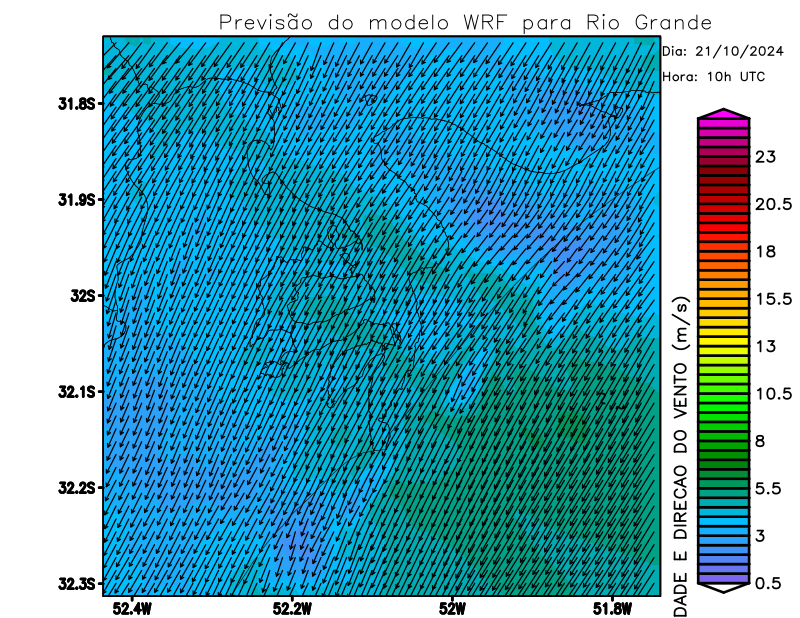 Previsão do modelo WRF para Rio Grande
Dia: 21/10/2024
Hora: 10h UTC
31.8S
31.9S
32S
32.1S
32.2S
32.3S
52.4W
52.2W
52W
51.8W
23
20.5
18
15.5
13
10.5
8
5.5
3
0.5
DADE E DIRECAO DO VENTO (m/s)